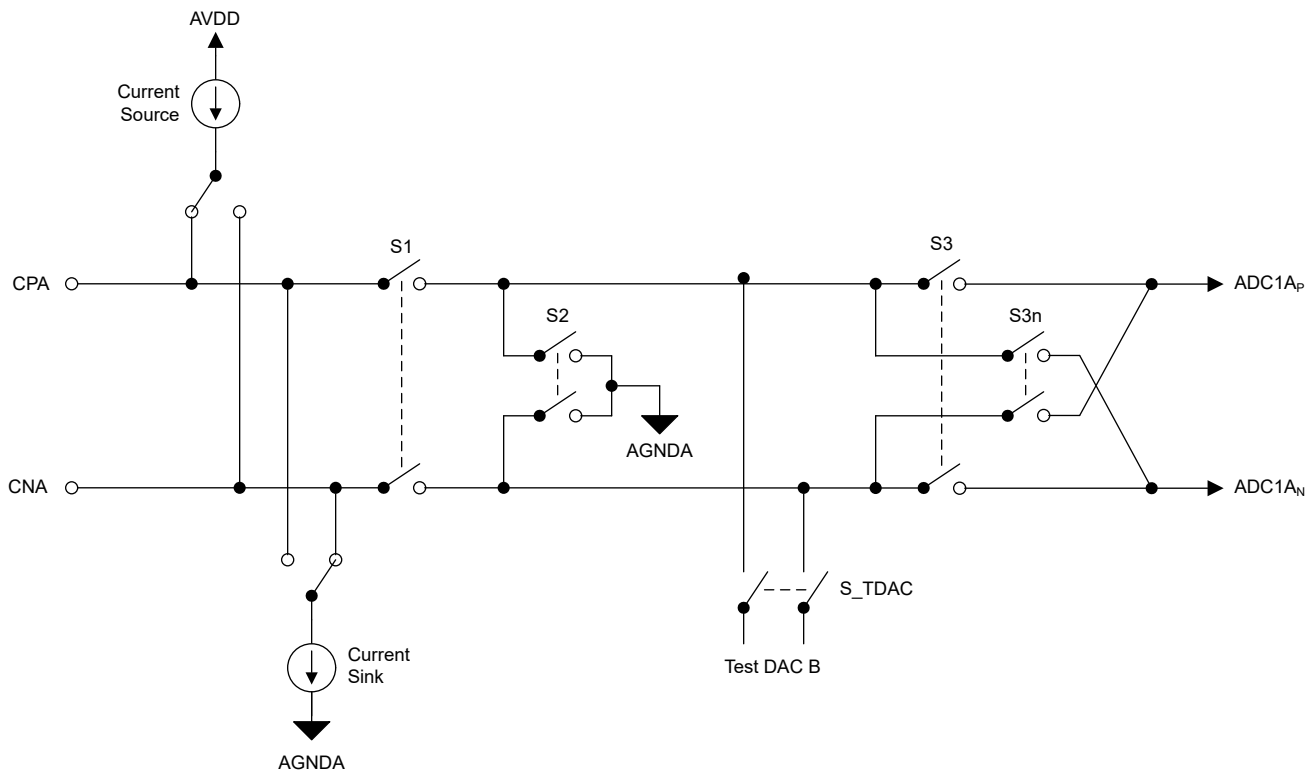 AVDD
Current
Source
S1
S3
CPA
ADC1AP
S2
S3n
AGNDA
CNA
ADC1AN
S_TDAC
Current
Sink
Test DAC B
AGNDA